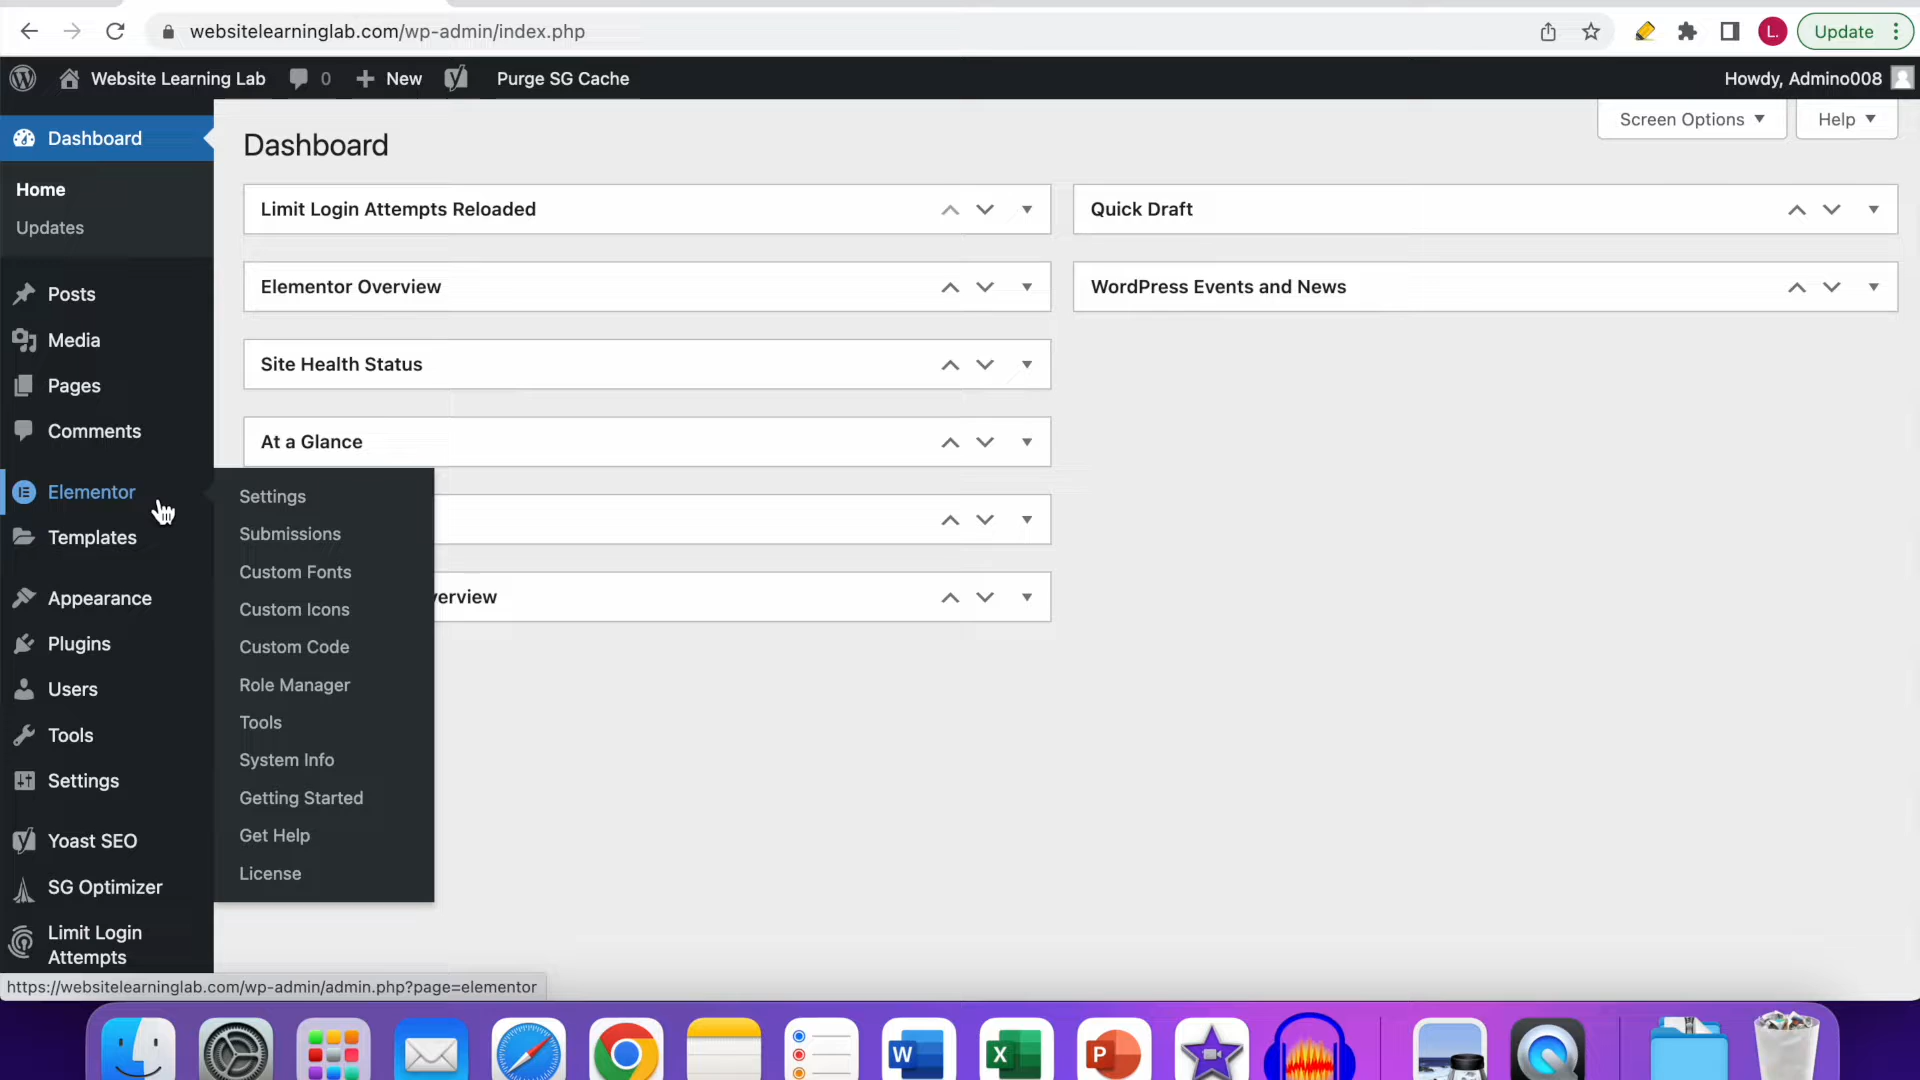 websitelearninglab.com/wp-admin/index.php
L.
Update
Website Learning Lab
0
New
Purge SG Cache
Howdy, Admino008
Dashboard
Home
Updates
Posts
Media
Pages
Comments
Elementor
Templates
Appearance
Plugins
Users
Tools
Settings
Yoast SEO
SG Optimizer
Limit Login
Attempts
Settings
Submissions
Custom Fonts
Custom Icons
Custom Code
Role Manager
Tools
System Info
Getting Started
Get Help
License
Screen Options
Help
Dashboard
Limit Login Attempts Reloaded
Elementor Overview
Site Health Status
At a Glance
verview
Quick Draft
WordPress Events and News
https://websitelearninglab.com/wp-admin/admin.php?page=elementor
W
X
P